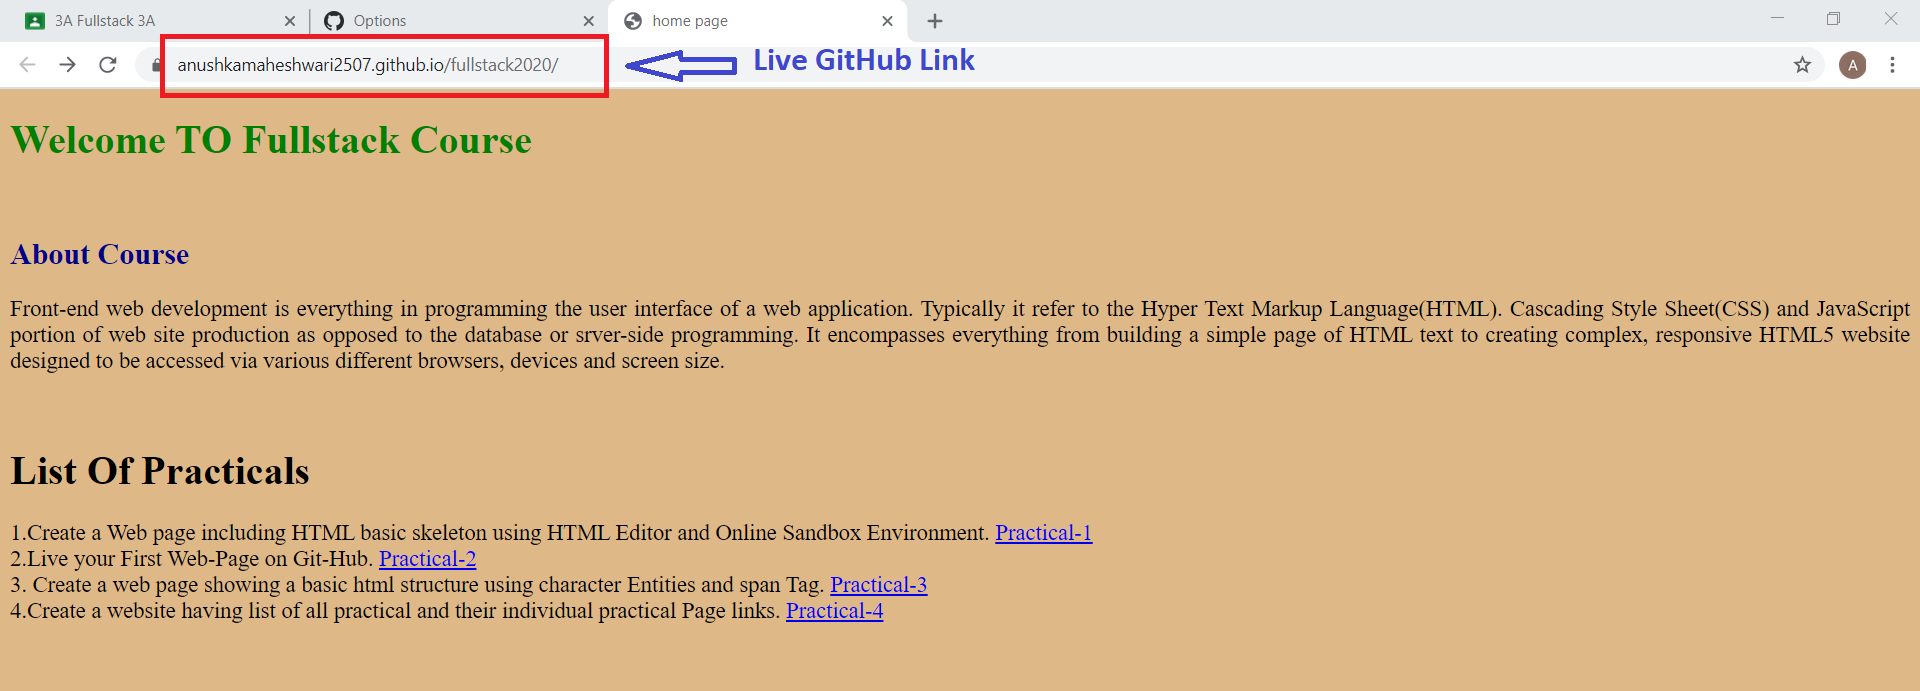 3A Fullstack 3A
Options
home page
anushkamaheshwari2507.github.io/fullstack2020/
Live GitHub Link
A
Welcome TO Fullstack Course
About Course
Front-end web development is everything in programming the user interface of a web application. Typically it refer to the Hyper Text Markup Language(HTML). Cascading Style Sheet(CSS) and JavaScript
portion of web site production as opposed to the database or srver-side programming. It encompasses everything from building a simple page of HTML text to creating complex, responsive HTML5 website
designed to be accessed via various different browsers, devices and screen size.
List Of Practicals
1.Create a Web page including HTML basic skeleton using HTML Editor and Online Sandbox Environment. Practical-1
2.Live your First Web-Page on Git-Hub. Practical-2
3. Create a web page showing a basic html structure using character Entities and span Tag. Practical-3
4.Create a website having list of all practical and their individual practical Page links. Practical-4